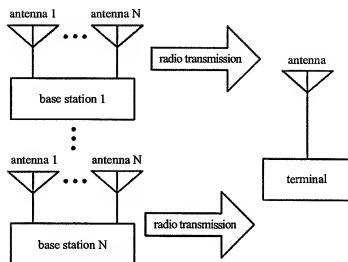 antenna 1 antenna N
radio transmission
antenna
base station 1
antenna 1 antenna N
terminal
radio transmission
base station N